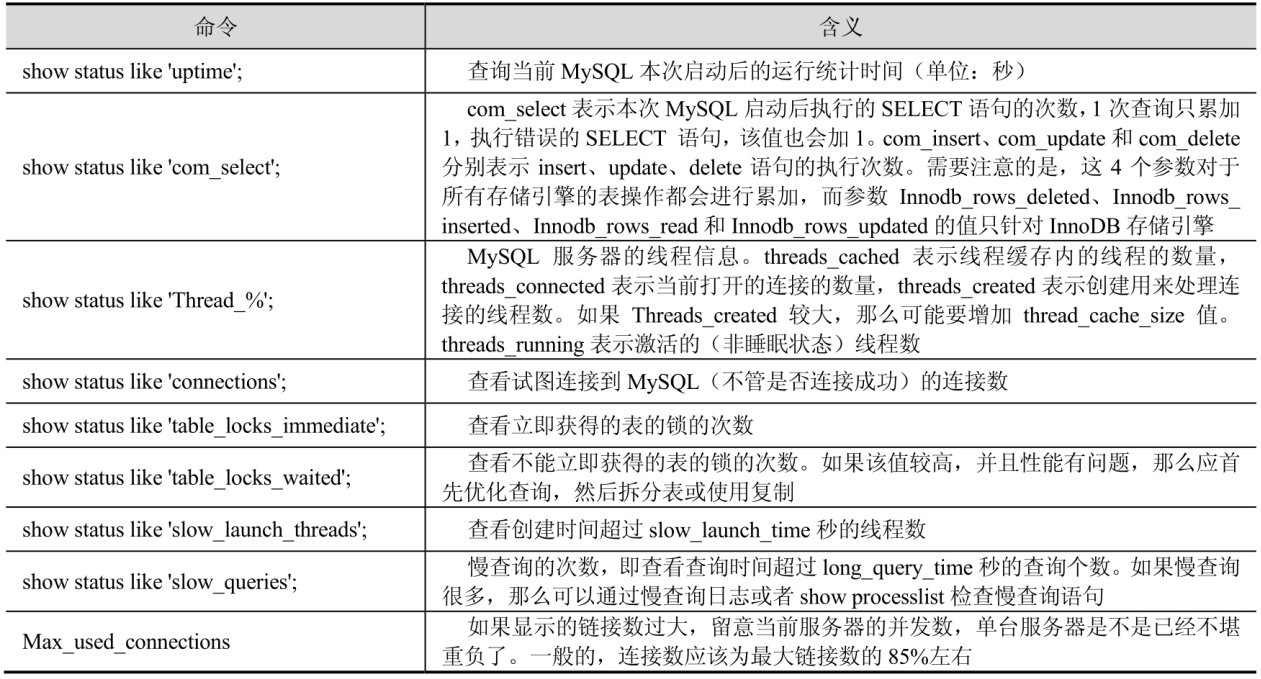 命令
含义
show status like 'uptime';
查询当前 MySQL 本次启动后的运行统计时间（单位：秒）
show status like 'com_select';
com_select 表示本次 MySQL 启动后执行的 SELECT 语句的次数，1 次查询只累加
1，执行错误的 SELECT 语句，该值也会加 1。com_insert、com_update 和 com_delete
分别表示 insert、update、delete 语句的执行次数。需要注意的是，这 4 个参数对于
所有存储引擎的表操作都会进行累加，而参数 Innodb_rows_deleted、Innodb_rows_
inserted、Innodb_rows_read 和 Innodb_rows_updated 的值只针对 InnoDB 存储引擎
show status like 'Thread_%';
MySQL 服务器的线程信息。threads_cached 表示线程缓存内的线程的数量，
threads_connected 表示当前打开的连接的数量，threads_created 表示创建用来处理连
接的线程数。如果 Threads_created 较大，那么可能要增加 thread_cache_size 值。
threads_running 表示激活的（非睡眠状态）线程数
show status like 'connections';
查看试图连接到 MySQL（不管是否连接成功）的连接数
show status like 'table_locks_immediate';
查看立即获得的表的锁的次数
show status like 'table_locks_waited';
查看不能立即获得的表的锁的次数。如果该值较高，并且性能有问题，那么应首
先优化查询，然后拆分表或使用复制
show status like 'slow_launch_threads';
查看创建时间超过 slow_launch_time 秒的线程数
show status like 'slow_queries';
慢查询的次数，即查看查询时间超过 long_query_time 秒的查询个数。如果慢查询
很多，那么可以通过慢查询日志或者 show processlist 检查慢查询语句
Max_used_connections
如果显示的链接数过大，留意当前服务器的并发数，单台服务器是不是已经不堪
重负了。一般的，连接数应该为最大链接数的 85%左右